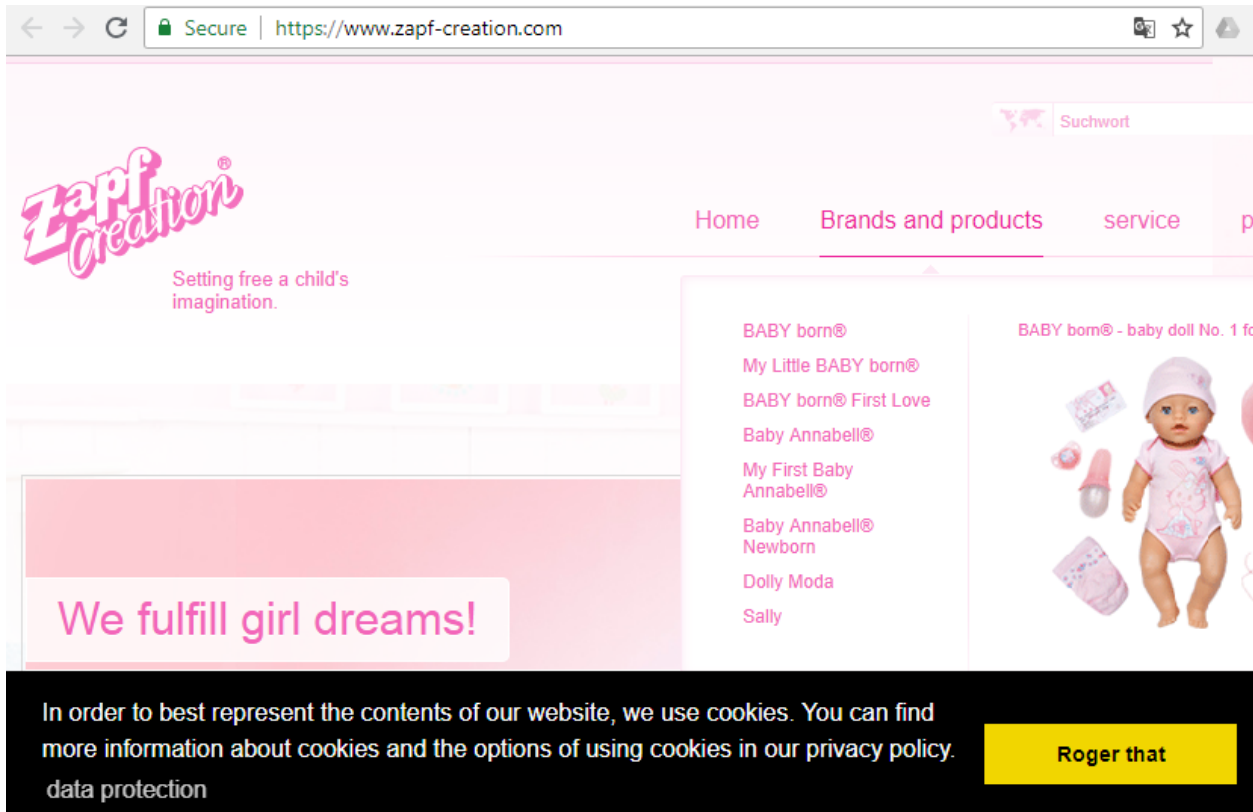 Secure | https://www.zapf-creation.com
Suchwort
Zapf Creation®
Setting free a child's
imagination.
Home Brands and products service p
BABY born®
My Little BABY born®
BABY born® First Love
Baby Annabell®
My First Baby
Annabell®
Baby Annabell®
Newborn
Dolly Moda
Sally
BABY born® - baby doll No. 1 fo
We fulfill girl dreams!
In order to best represent the contents of our website, we use cookies. You can find
more information about cookies and the options of using cookies in our privacy policy.
data protection
Roger that